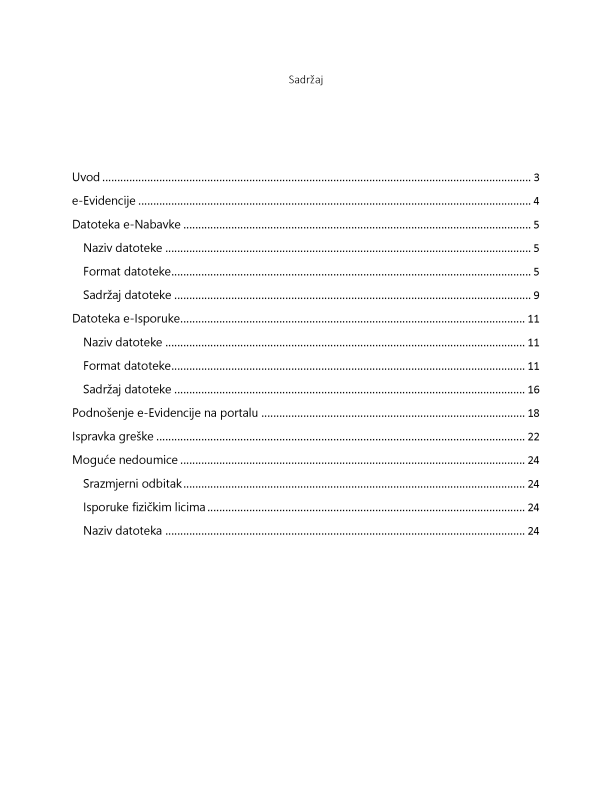 Sadržaj
Uvod ........................................................................................................................ 3
e-Evidencije ............................................................................................................. 4
Datoteka e-Nabavke ................................................................................................ 5
Naziv datoteke ..................................................................................................... 5
Format datoteke................................................................................................... 5
Sadržaj datoteke .................................................................................................. 9
Datoteka e-Isporuke............................................................................................... 11
Naziv datoteke ................................................................................................... 11
Format datoteke................................................................................................. 11
Sadržaj datoteke ................................................................................................ 16
Podnošenje e-Evidencije na portalu ....................................................................... 18
Ispravka greške ...................................................................................................... 22
Moguće nedoumice ............................................................................................... 24
Srazmjerni odbitak.............................................................................................. 24
Isporuke fizičkim licima ....................................................................................... 24
Naziv datoteka ................................................................................................... 24